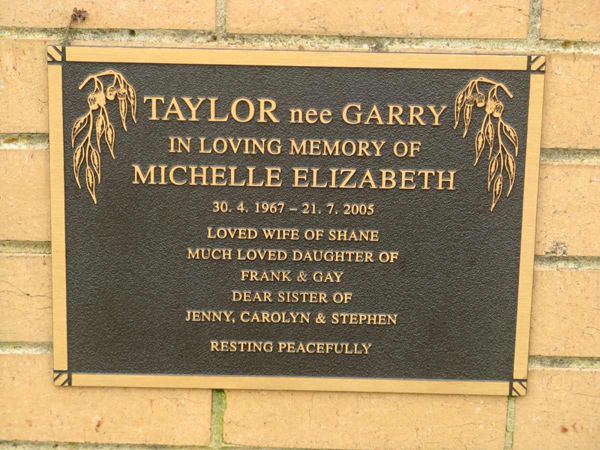 TAYLOR nee GARRY
IN LOVING MEMORY OF
MICHELLE ELIZABETH
30. 4. 1967 – 21. 7. 2005
LOVED WIFE OF SHANE
MUCH LOVED DAUGHTER OF
FRANK & GAY
DEAR SISTER OF
JENNY, CAROLYN & STEPHEN
RESTING PEACEFULLY